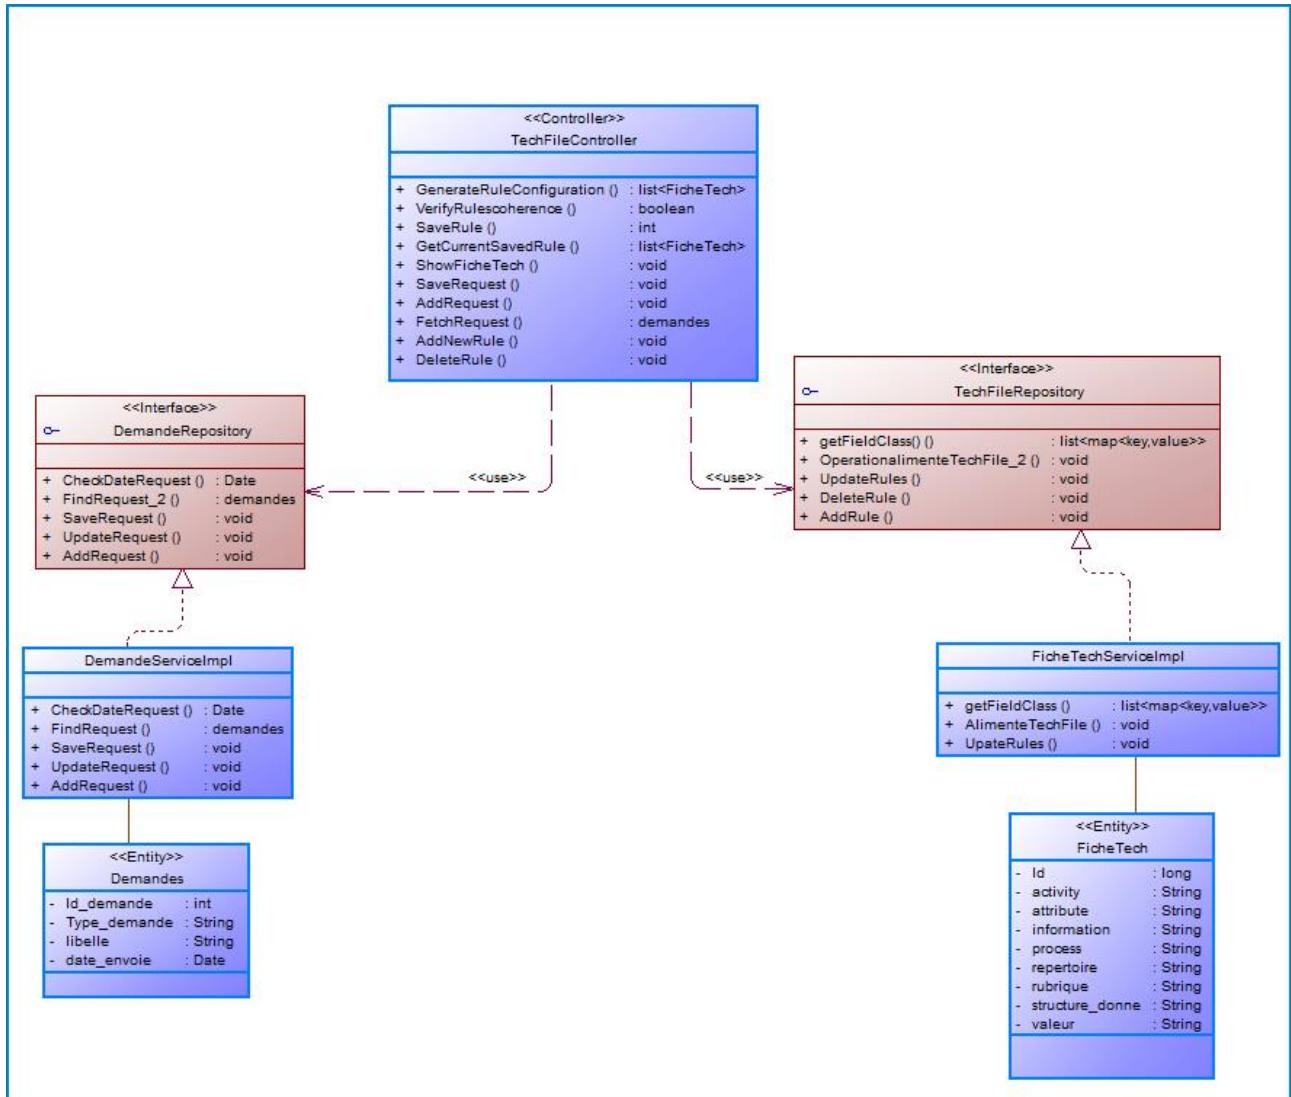 <<Controller>>
TechFileController
+ GenerateRuleConfiguration () : list<FicheTech>
+ VerifyRulescoherence () : boolean
+ SaveRule () : int
+ GetCurrentSavedRule () : list<FicheTech>
+ ShowFicheTech () : void
+ SaveRequest () : void
+ AddRequest () : void
+ FetchRequest () : demandes
+ AddNewRule () : void
+ DeleteRule () : void
<<Interface>>
DemandeRepository
+ CheckDateRequest () : Date
+ FindRequest_2 () : demandes
+ SaveRequest () : void
+ UpdateRequest () : void
+ AddRequest () : void
<<use>>
<<use>>
<<Interface>>
TechFileRepository
+ getFieldClass() () : list<map<key,value>>
+ OperationalimenteTechFile_2 () : void
+ UpdateRules () : void
+ DeleteRule () : void
+ AddRule () : void
DemandeServiceImpl
+ CheckDateRequest () : Date
+ FindRequest () : demandes
+ SaveRequest () : void
+ UpdateRequest () : void
+ AddRequest () : void
FicheTechServiceImpl
+ getFieldClass () : list<map<key,value>>
+ AlimenteTechFile () : void
+ UpateRules () : void
<<Entity>>
Demandes
- Id_demande : int
- Type_demande : String
- libelle : String
- date_envoie : Date
<<Entity>>
FicheTech
- Id : long
- activity : String
- attribute : String
- information : String
- process : String
- repertoire : String
- rubrique : String
- structure_donne : String
- valeur : String